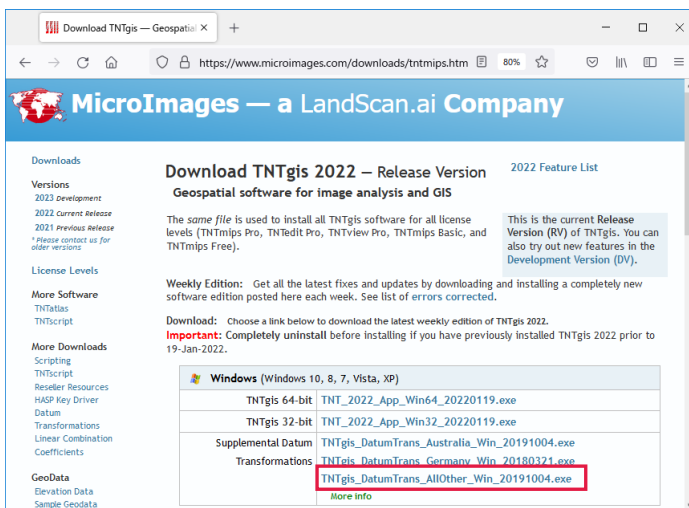 Download TNTgis — Geospatial
https://www.microimages.com/downloads/tntmips.htm
80%
MicroImages — a LandScan.ai Company
Downloads
Versions
2023 Development
2022 Current Release
2021 Previous Release
* Please contact us for
older versions
License Levels
More Software
TNTatlas
TNTscript
More Downloads
Scripting
TNTscript
Reseller Resources
HASP Key Driver
Datum
Transformations
Linear Combination
Coefficients
GeoData
Elevation Data
Sample Geodata
Download TNTgis 2022 — Release Version
Geospatial software for image analysis and GIS
2022 Feature List
The same file is used to install all TNTgis software for all license
levels (TNTmips Pro, TNTedit Pro, TNTview Pro, TNTmips Basic, and
TNTmips Free).
This is the current Release
Version (RV) of TNTgis. You can
also try out new features in the
Development Version (DV).
Weekly Edition: Get all the latest fixes and updates by downloading and installing a completely new
software edition posted here each week. See list of errors corrected.
Download: Choose a link below to download the latest weekly edition of TNTgis 2022.
Important: Completely uninstall before installing if you have previously installed TNTgis 2022 prior to
19-Jan-2022.
Windows (Windows 10, 8, 7, Vista, XP)
TNTgis 64-bit TNT_2022_App_Win64_20220119.exe
TNTgis 32-bit TNT_2022_App_Win32_20220119.exe
Supplemental Datum TNTgis_DatumTrans_Australia_Win_20191004.exe
Transformations TNTgis_DatumTrans_Germany_Win_20180321.exe
TNTgis_DatumTrans_AllOther_Win_20191004.exe
More info